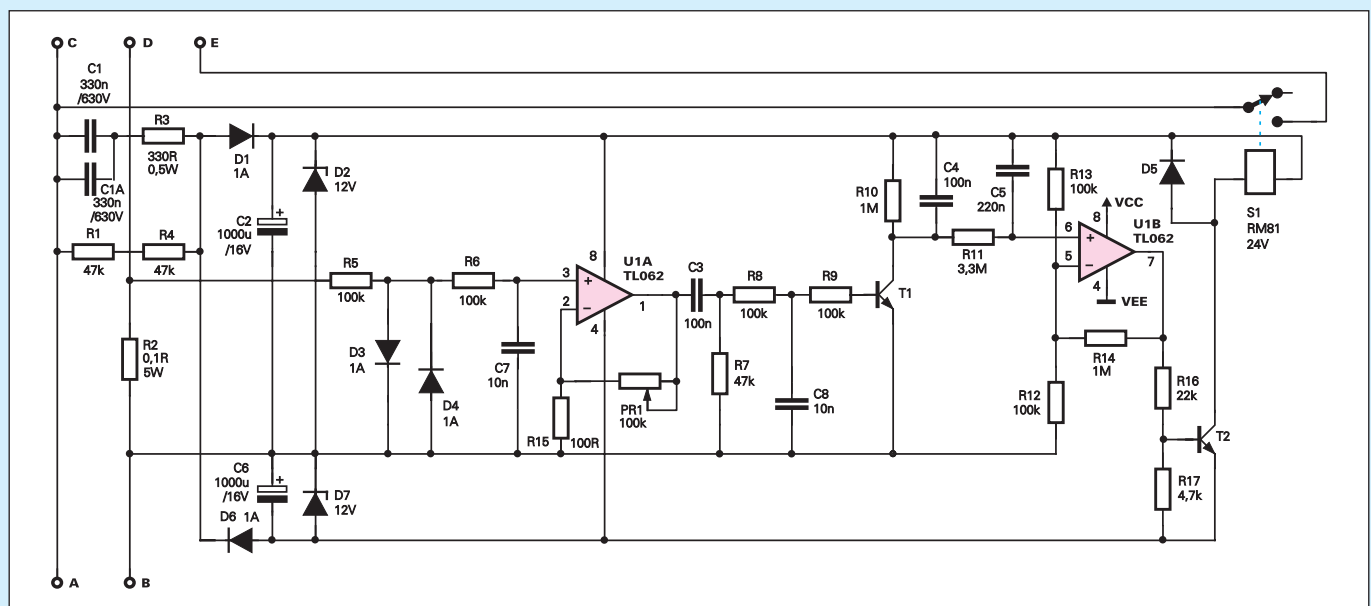 C
D
E
C1
330n
/630V
R3
330R
0,5W
D1
1A
C1A
330n
/630V
R1
47k
R4
47k
C2
1000u
/16V
+
D2
12V
R5
100k
R6
100k
U1A
TL062
8
3
+
2
−
1
4
C3
100n
R8
100k
R9
100k
T1
R10
1M
C4
100n
C5
220n
R11
3,3M
R13
100k
VCC
8
U1B
TL062
6
+
5
−
7
4
VEE
D5
S1
RM81
24V
R2
0,1R
5W
D3
1A
D4
1A
C7
10n
PR1
100k
R15
100R
R7
47k
C8
10n
R14
1M
R12
100k
R16
22k
T2
R17
4,7k
C6
1000u
/16V
+
D7
12V
D6 1A
A
B